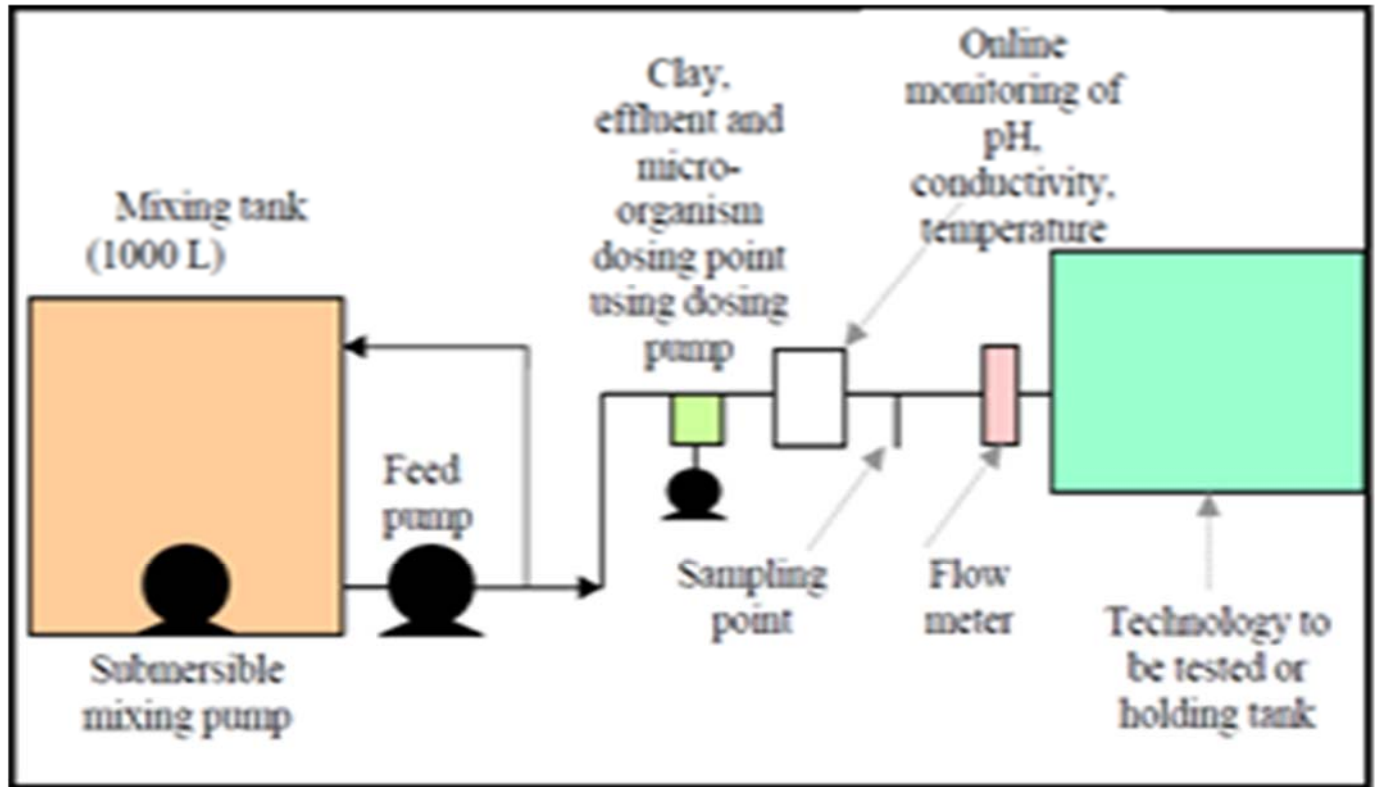 Mixing tank
(1000 L)
Submersible
mixing pump
Feed
pump
Clay,
effluent and
micro-
organism
dosing point
using dosing
pump
Online
monitoring of
pH,
conductivity,
temperature
Sampling
point
Flow
meter
Technology to
be tested or
holding tank